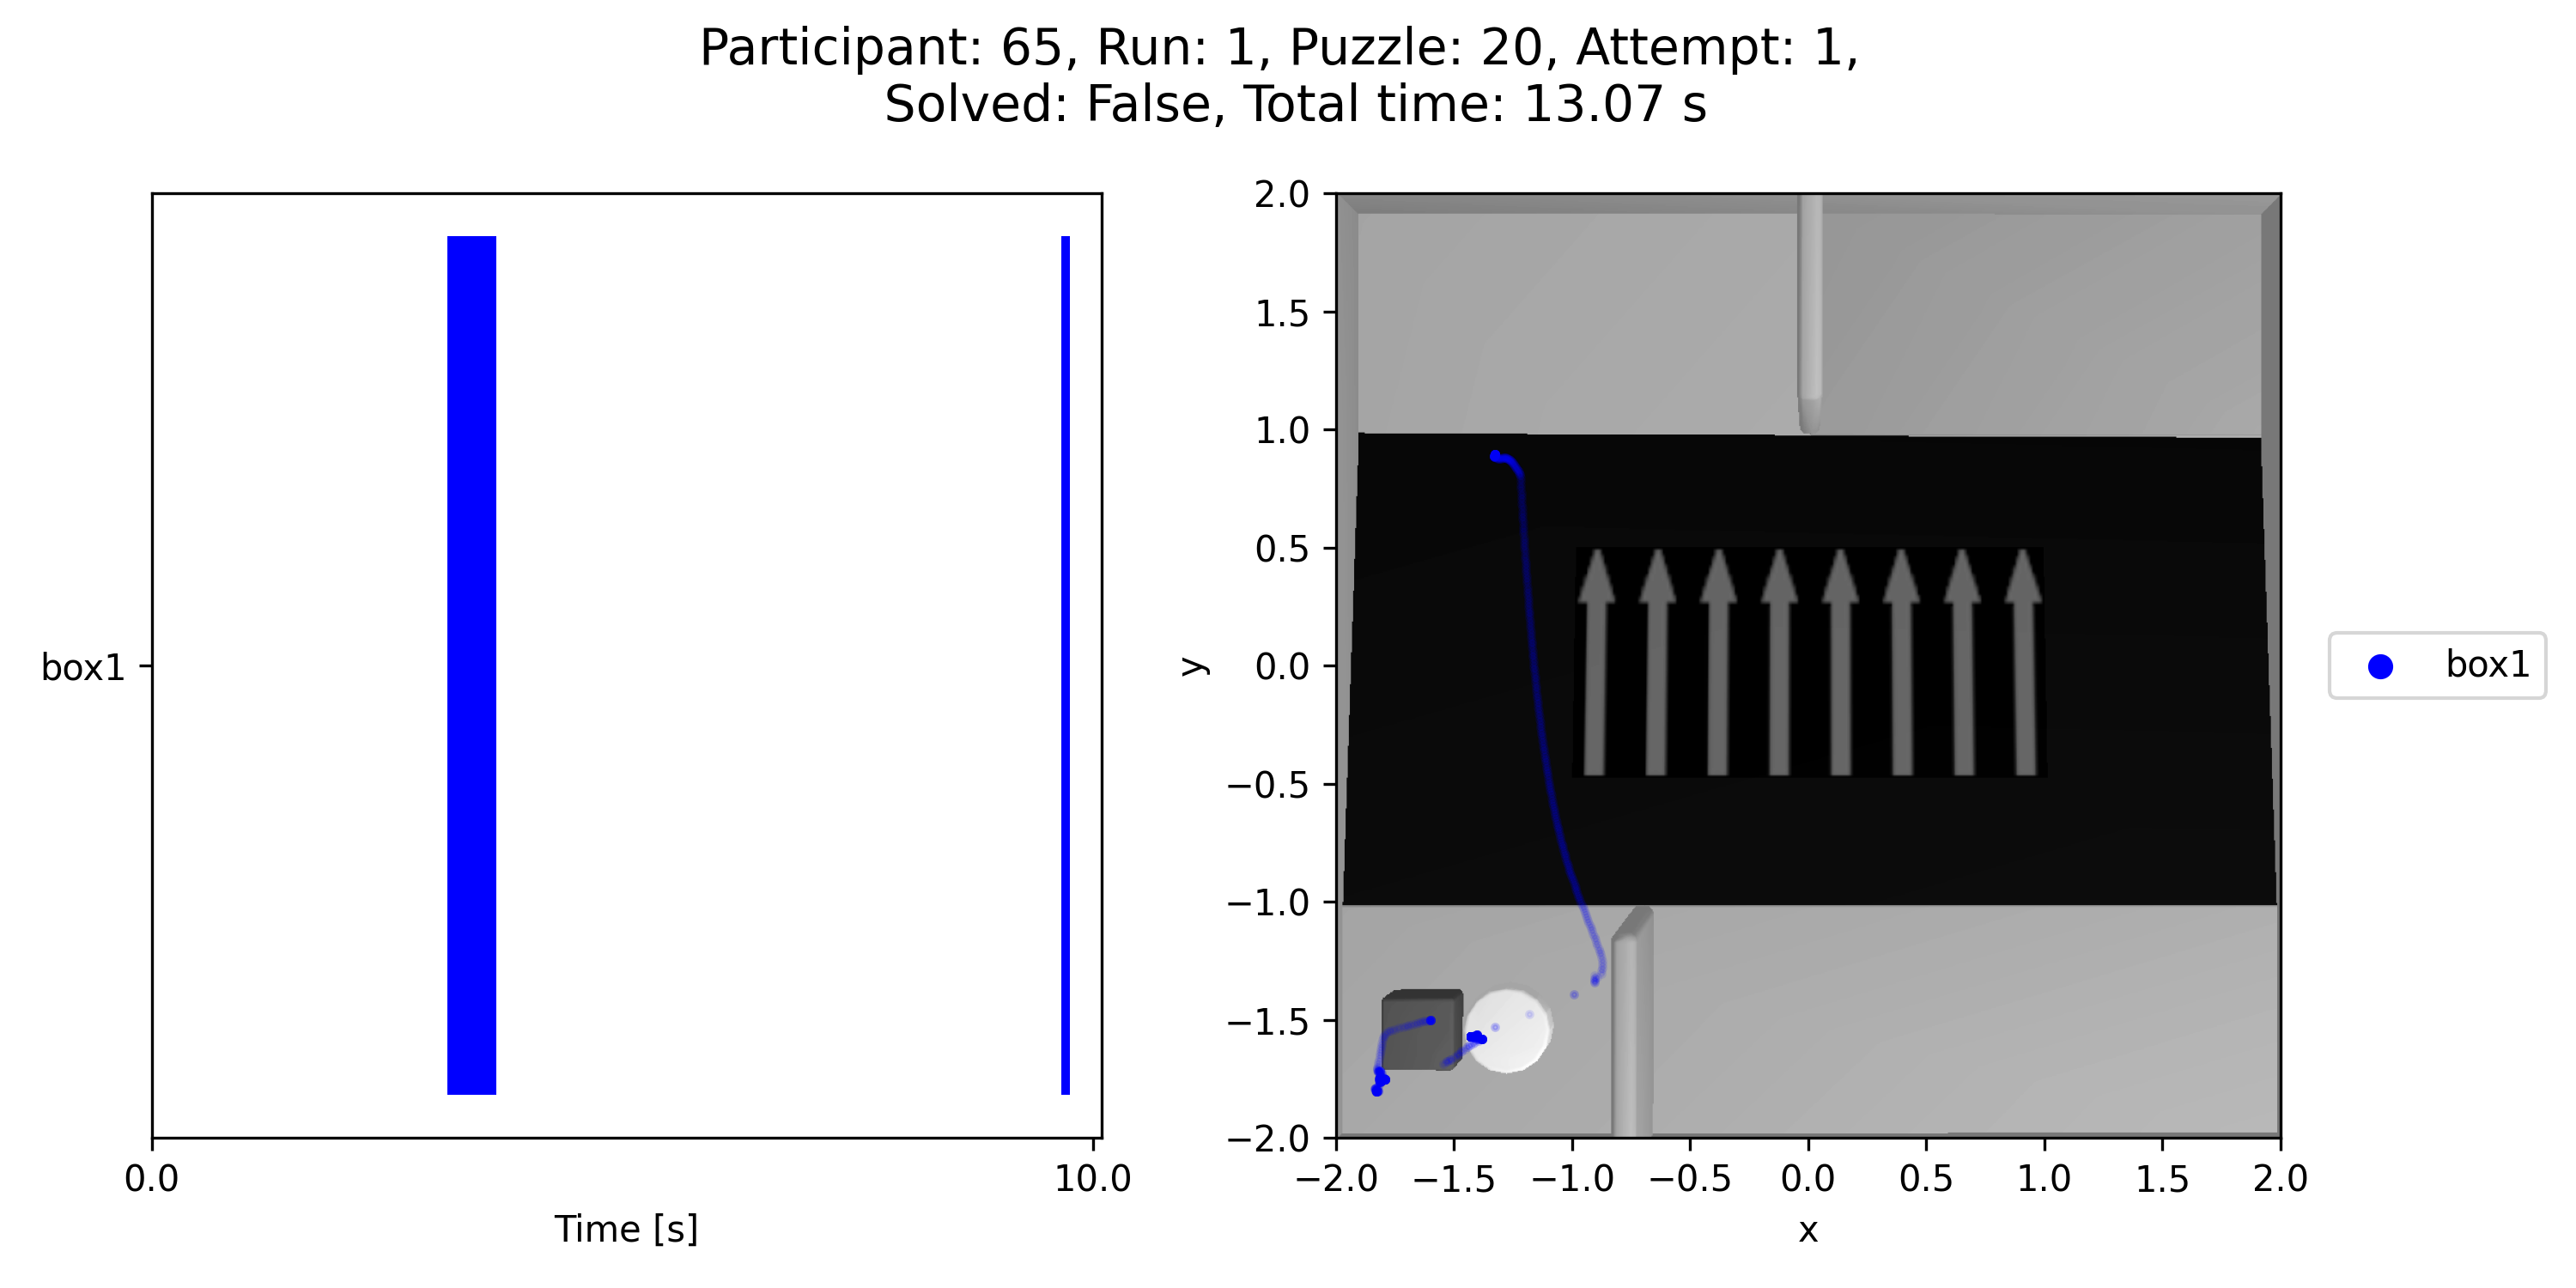 Participant: 65, Run: 1, Puzzle: 20, Attempt: 1,
Solved: False, Total time: 13.07 s
box1
0.0
10.0
Time [s]
2.0
1.5
1.0
0.5
0.0
−0.5
−1.0
−1.5
−2.0
y
−2.0
−1.5
−1.0
−0.5
0.0
0.5
1.0
1.5
2.0
x
box1